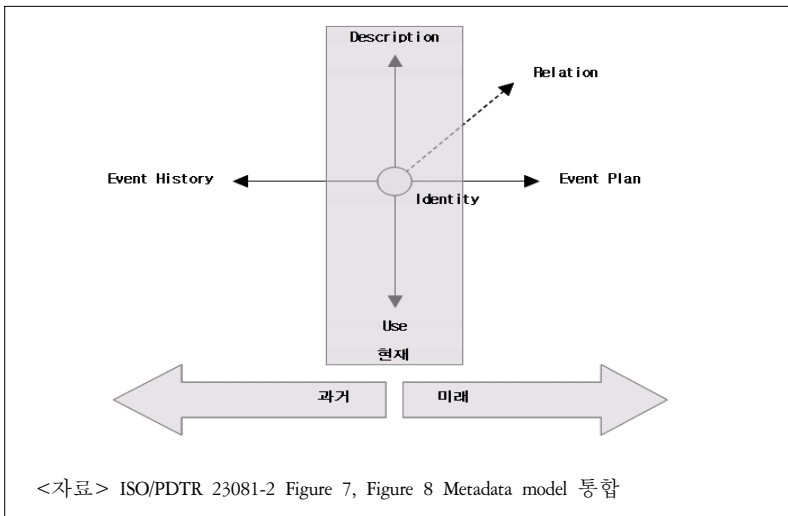 Description
Relation
Event History
Event Plan
Identity
Use
현재
과거
미래
<자료> ISO/PDTR 23081-2 Figure 7, Figure 8 Metadata model 통합